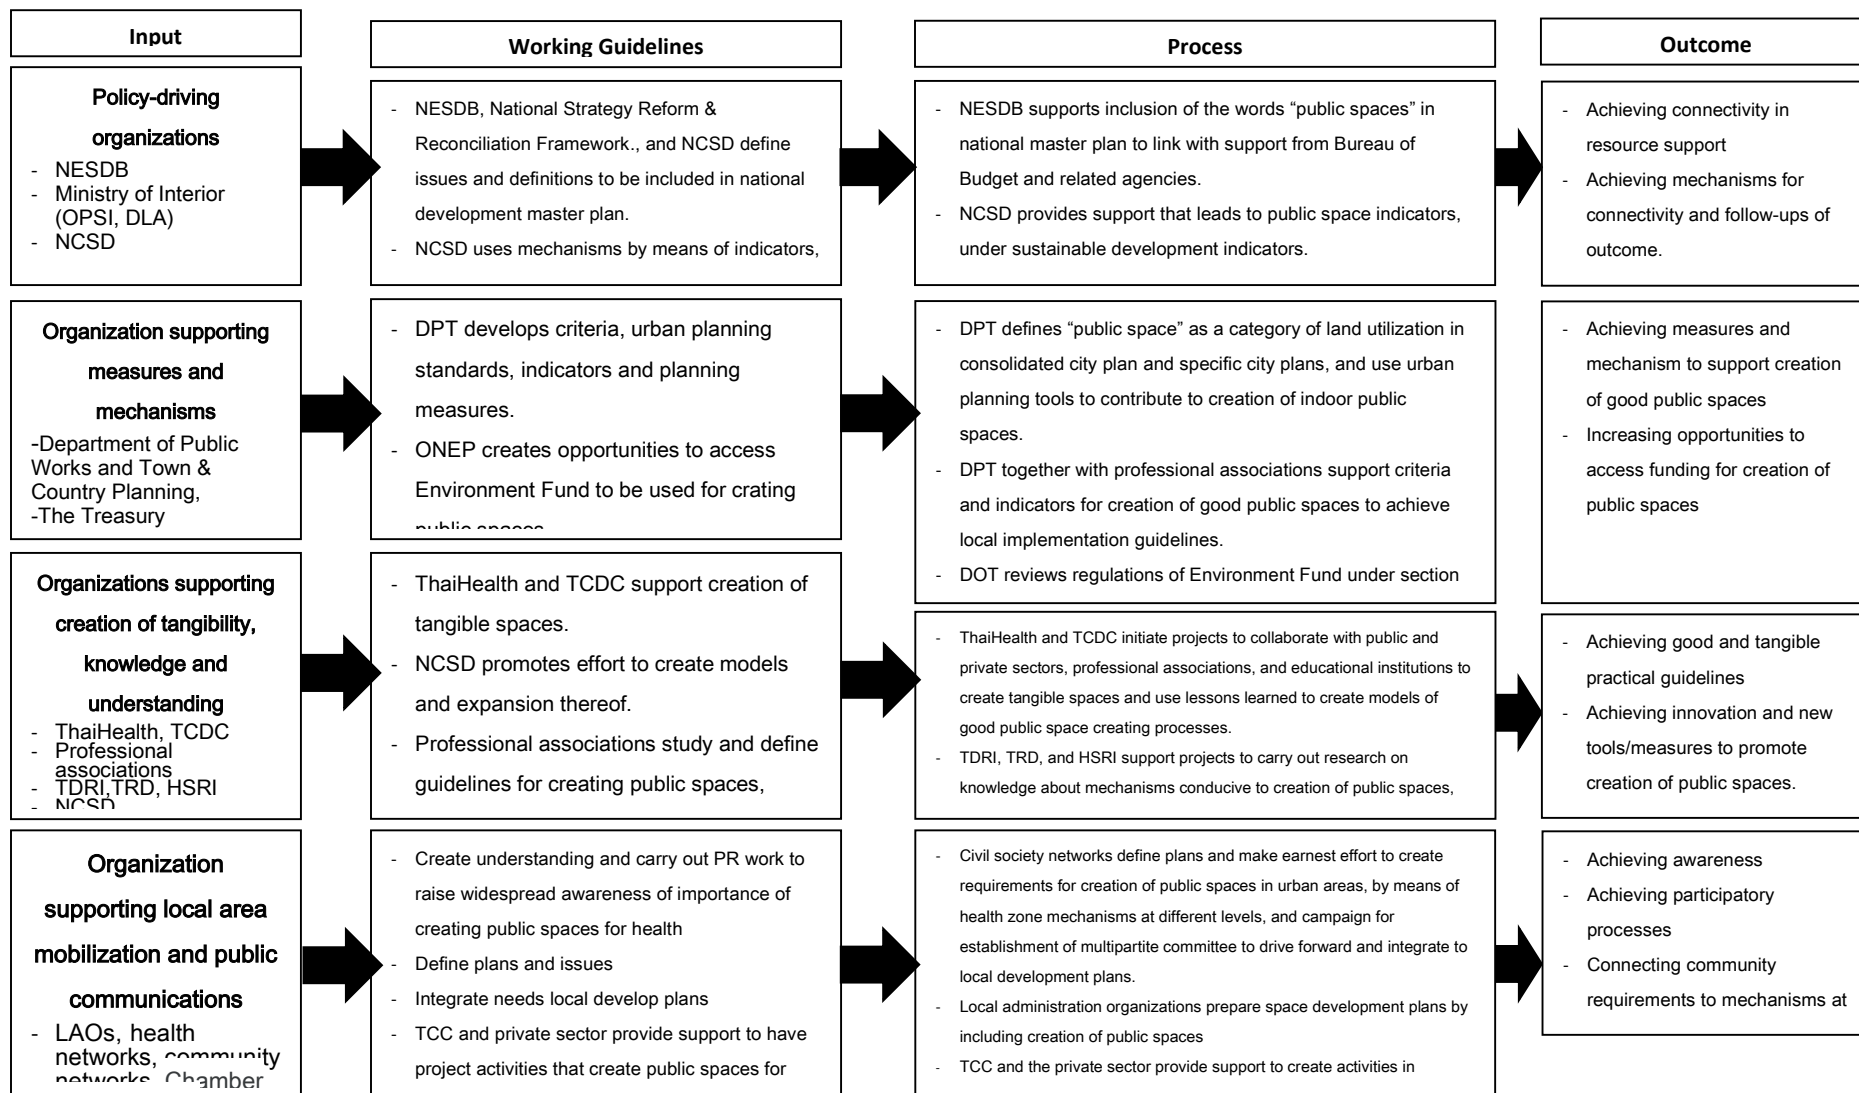 Input
Working Guidelines
Process
Outcome
Policy-driving
organizations
- NESDB
- Ministry of Interior
(OPSI, DLA)
- NCSD
- NESDB, National Strategy Reform &
Reconciliation Framework., and NCSD define
issues and definitions to be included in national
development master plan.
- NCSD uses mechanisms by means of indicators,
- NESDB supports inclusion of the words “public spaces” in
national master plan to link with support from Bureau of
Budget and related agencies.
- NCSD provides support that leads to public space indicators,
under sustainable development indicators.
- Achieving connectivity in
resource support
- Achieving mechanisms for
connectivity and follow-ups of
outcome.
Organization supporting
measures and
mechanisms
-Department of Public
Works and Town &
Country Planning,
-The Treasury
- DPT develops criteria, urban planning
standards, indicators and planning
measures.
- ONEP creates opportunities to access
Environment Fund to be used for crating
public spaces
- DPT defines “public space” as a category of land utilization in
consolidated city plan and specific city plans, and use urban
planning tools to contribute to creation of indoor public
spaces.
- DPT together with professional associations support criteria
and indicators for creation of good public spaces to achieve
local implementation guidelines.
- DOT reviews regulations of Environment Fund under section
- Achieving measures and
mechanism to support creation
of good public spaces
- Increasing opportunities to
access funding for creation of
public spaces
Organizations supporting
creation of tangibility,
knowledge and
understanding
- ThaiHealth, TCDC
- Professional
associations
- TDRI,TRD, HSRI
- NCSD
- ThaiHealth and TCDC support creation of
tangible spaces.
- NCSD promotes effort to create models
and expansion thereof.
- Professional associations study and define
guidelines for creating public spaces,
- ThaiHealth and TCDC initiate projects to collaborate with public and
private sectors, professional associations, and educational institutions to
create tangible spaces and use lessons learned to create models of
good public space creating processes.
- TDRI, TRD, and HSRI support projects to carry out research on
knowledge about mechanisms conducive to creation of public spaces,
- Achieving good and tangible
practical guidelines
- Achieving innovation and new
tools/measures to promote
creation of public spaces.
Organization
supporting local area
mobilization and public
communications
- LAOs, health
networks, community
networks, Chamber
- Create understanding and carry out PR work to
raise widespread awareness of importance of
creating public spaces for health
- Define plans and issues
- Integrate needs local develop plans
- TCC and private sector provide support to have
project activities that create public spaces for
- Civil society networks define plans and make earnest effort to create
requirements for creation of public spaces in urban areas, by means of
health zone mechanisms at different levels, and campaign for
establishment of multipartite committee to drive forward and integrate to
local development plans.
- Local administration organizations prepare space development plans by
including creation of public spaces
- TCC and the private sector provide support to create activities in
- Achieving awareness
- Achieving participatory
processes
- Connecting community
requirements to mechanisms at